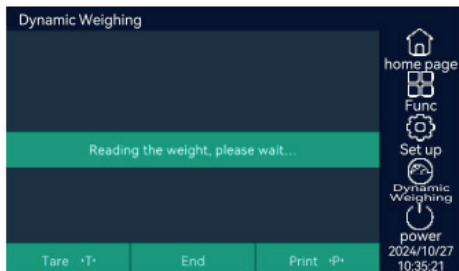 Dynamic Weighing
home page
Func
Reading the weight, please wait...
Set up
Dynamic
Weighing
power
Tare ·T· End Print ·P·
2024/10/27
10:35:21